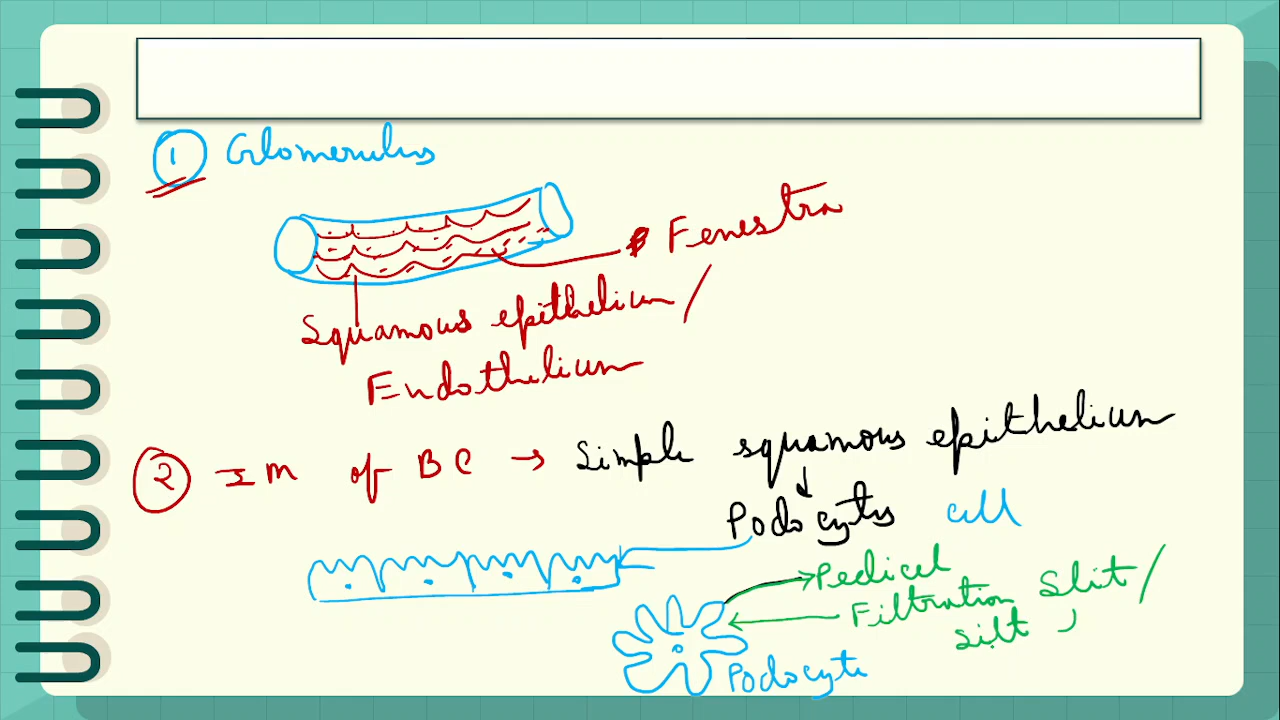 1 Glomerulus
Fenestra
Squamous epithelium/
Endothelium
2 IM of BC → Simple squamous epithelium
Podocytes cell
Pedicel
Filtration Slit/
Silt
Podocyte